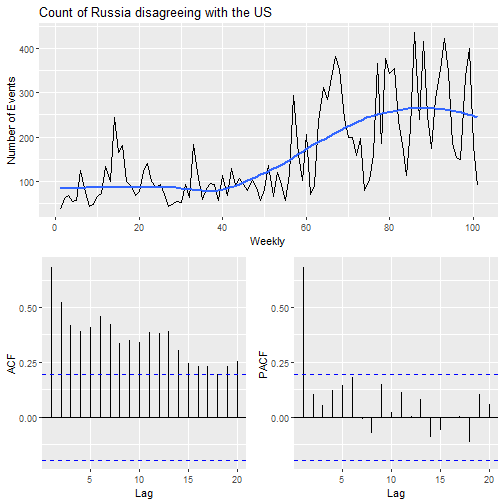 Count of Russia disagreeing with the US
Number of Events
400
300
200
100
0 20 40 60 80 100
Weekly
ACF
0.50
0.25
0.00
5 10 15 20
Lag
PACF
0.50
0.25
0.00
5 10 15 20
Lag